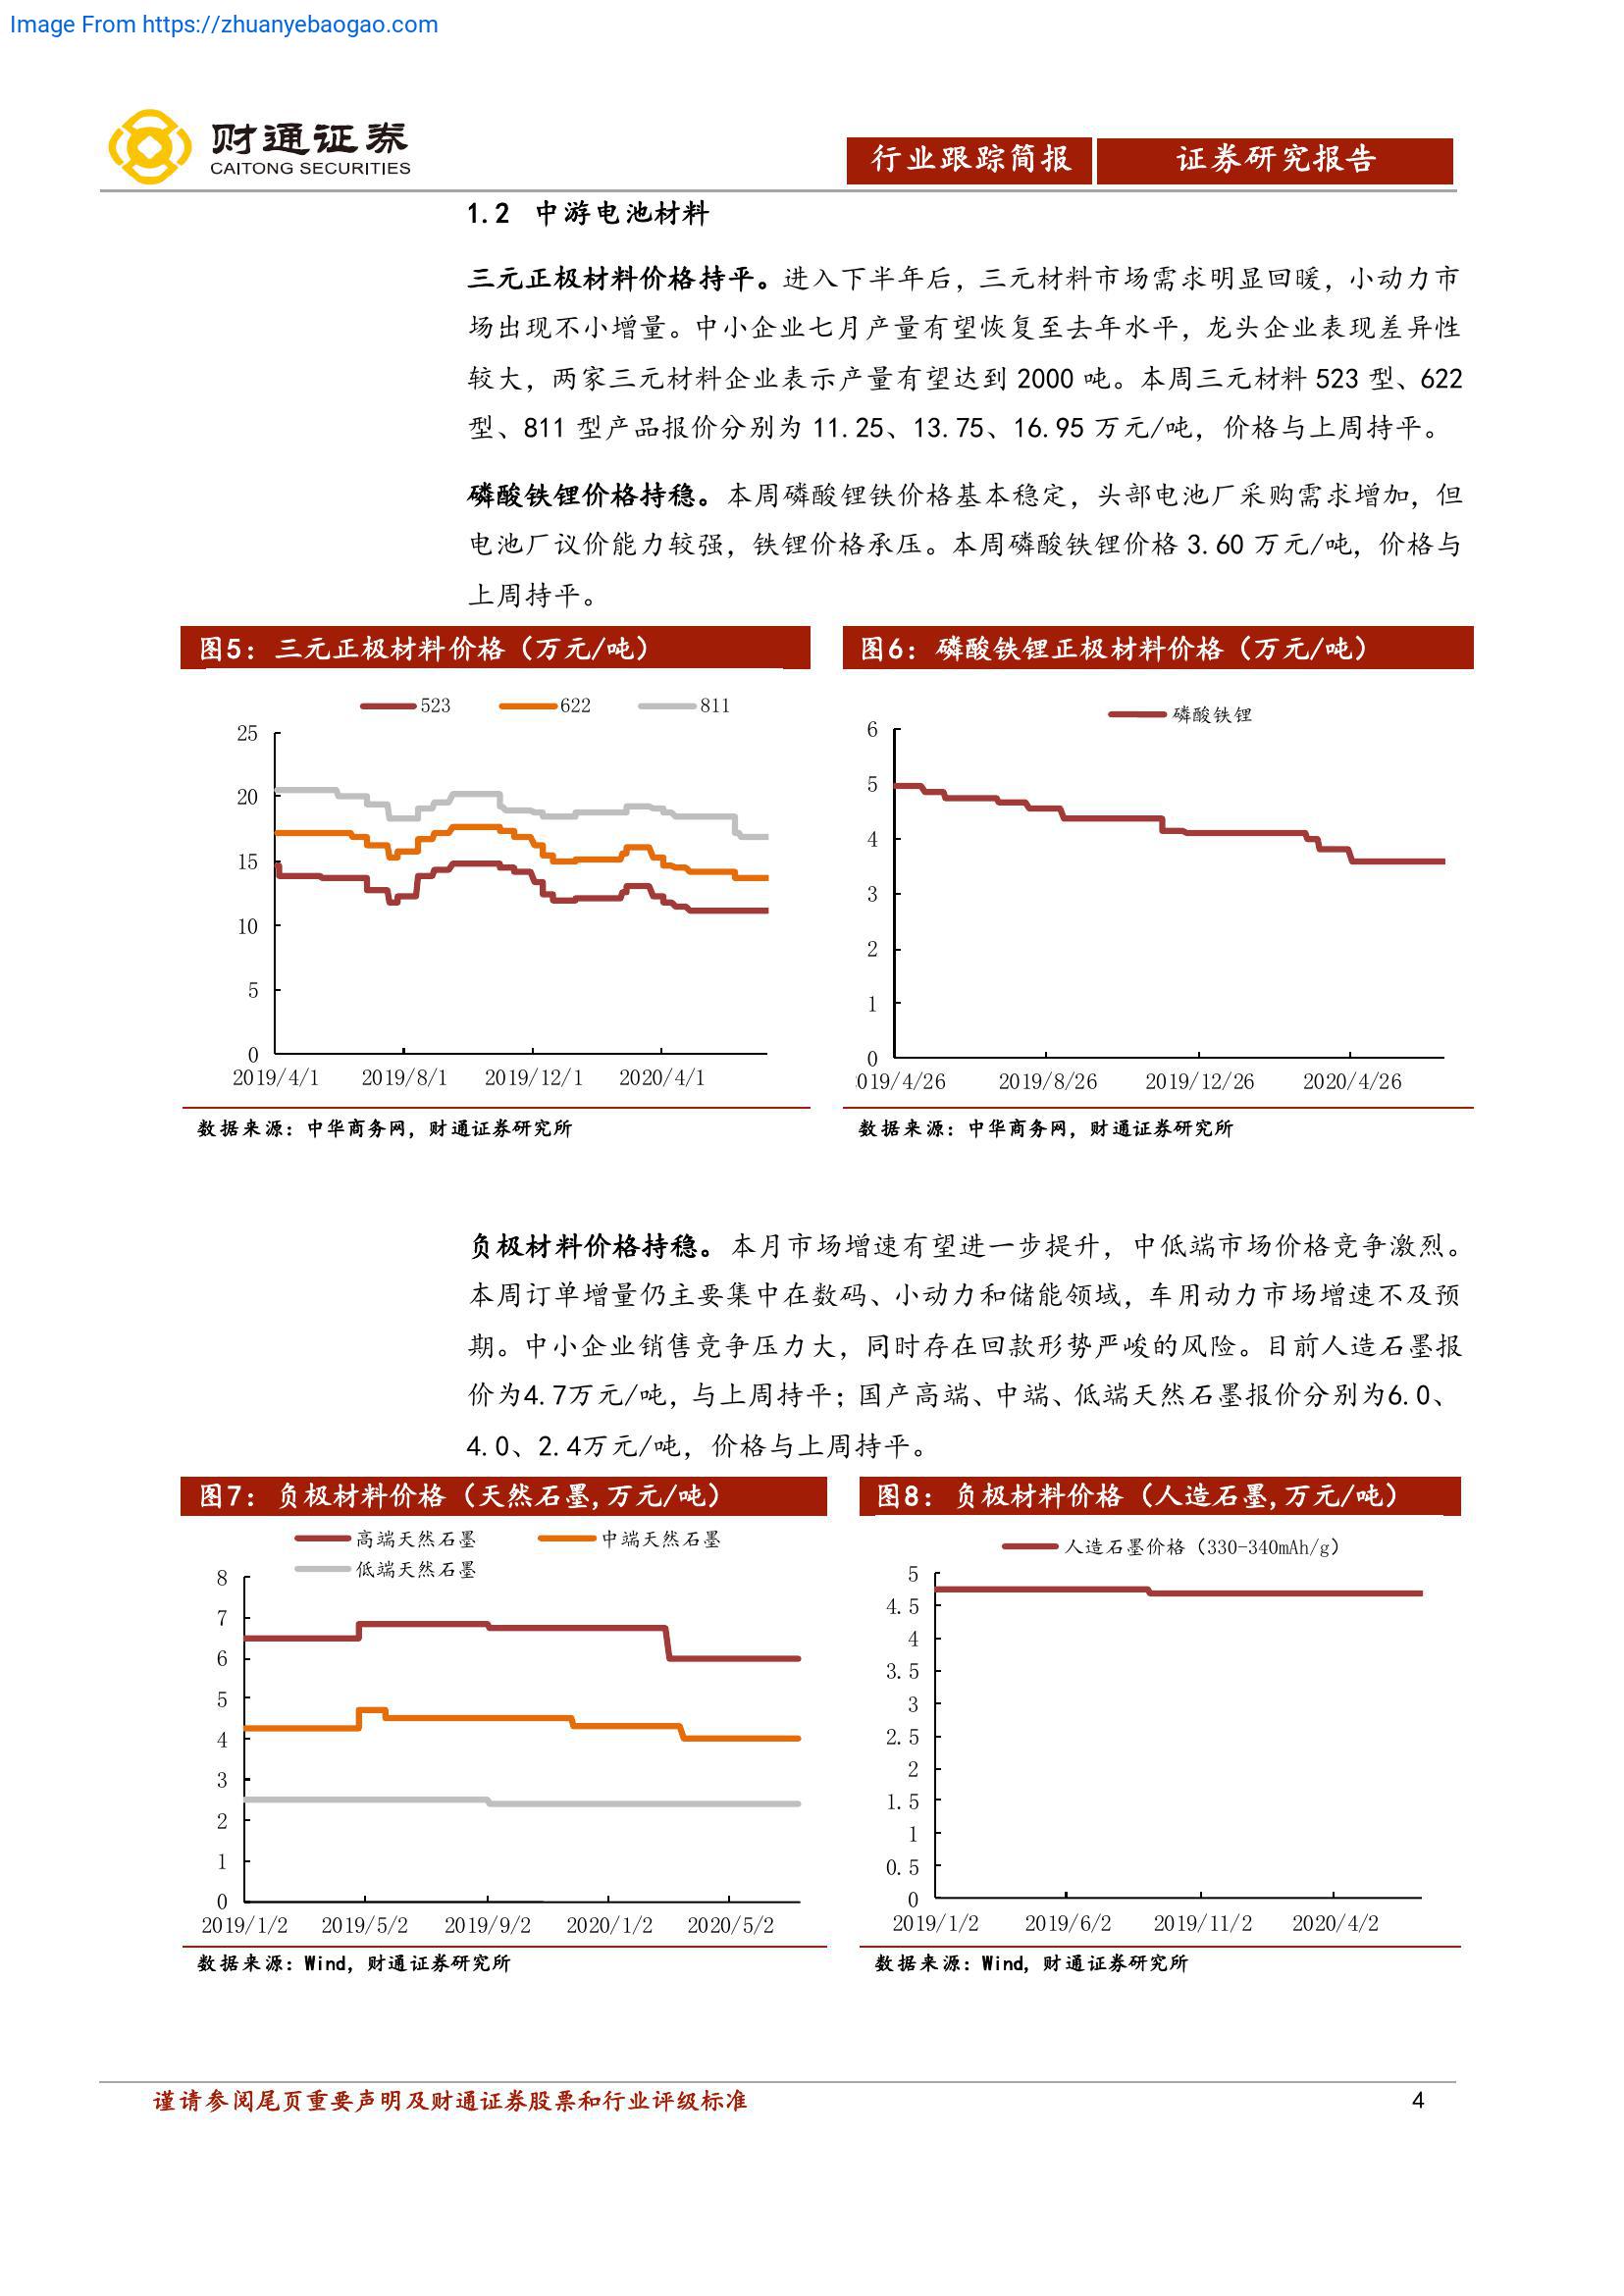 Image From https://zhuanyebaogao.com
财通证券
CAITONG SECURITIES
行业跟踪简报 证券研究报告
1.2 中游电池材料
三元正极材料价格持平。进入下半年后，三元材料市场需求明显回暖，小动力市
场出现不小增量。中小企业七月产量有望恢复至去年水平，龙头企业表现差异性
较大，两家三元材料企业表示产量有望达到 2000 吨。本周三元材料 523 型、622
型、811 型产品报价分别为 11.25、13.75、16.95 万元/吨，价格与上周持平。
磷酸铁锂价格持稳。本周磷酸锂铁价格基本稳定，头部电池厂采购需求增加，但
电池厂议价能力较强，铁锂价格承压。本周磷酸铁锂价格 3.60 万元/吨，价格与
上周持平。
图5：三元正极材料价格（万元/吨）
523 622 811
25
20
15
10
5
0
2019/4/1 2019/8/1 2019/12/1 2020/4/1
数据来源：中华商务网，财通证券研究所
图6：磷酸铁锂正极材料价格（万元/吨）
磷酸铁锂
6
5
4
3
2
1
0
019/4/26 2019/8/26 2019/12/26 2020/4/26
数据来源：中华商务网，财通证券研究所
负极材料价格持稳。本月市场增速有望进一步提升，中低端市场价格竞争激烈。
本周订单增量仍主要集中在数码、小动力和储能领域，车用动力市场增速不及预
期。中小企业销售竞争压力大，同时存在回款形势严峻的风险。目前人造石墨报
价为4.7万元/吨，与上周持平；国产高端、中端、低端天然石墨报价分别为6.0、
4.0、2.4万元/吨，价格与上周持平。
图7：负极材料价格（天然石墨,万元/吨）
高端天然石墨 中端天然石墨
低端天然石墨
8
7
6
5
4
3
2
1
0
2019/1/2 2019/5/2 2019/9/2 2020/1/2 2020/5/2
数据来源：Wind，财通证券研究所
图8：负极材料价格（人造石墨,万元/吨）
人造石墨价格（330-340mAh/g）
5
4.5
4
3.5
3
2.5
2
1.5
1
0.5
0
2019/1/2 2019/6/2 2019/11/2 2020/4/2
数据来源：Wind，财通证券研究所
谨请参阅尾页重要声明及财通证券股票和行业评级标准 4